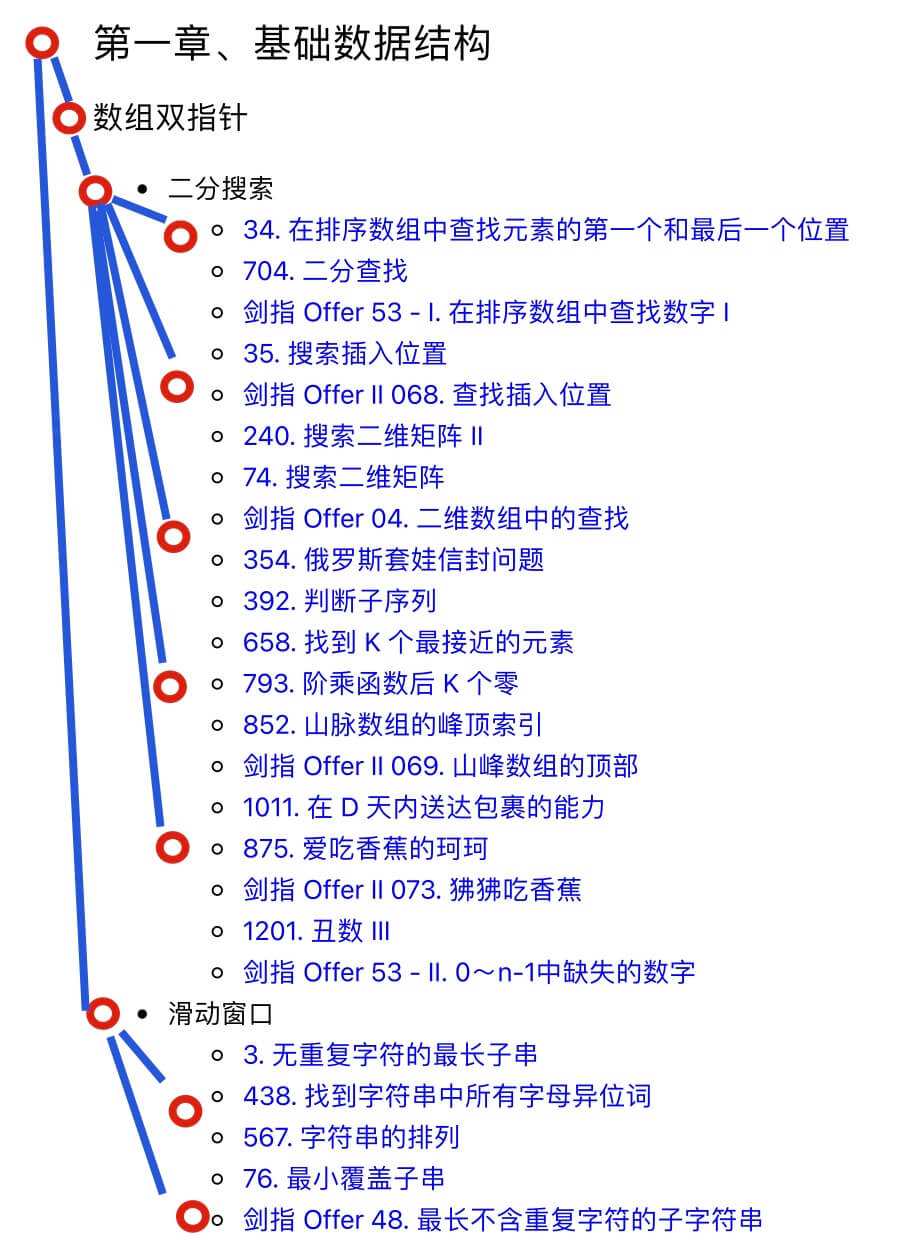 第一章、基础数据结构
数组双指针
二分搜索
34. 在排序数组中查找元素的第一个和最后一个位置
704. 二分查找
剑指 Offer 53 - I. 在排序数组中查找数字 I
35. 搜索插入位置
剑指 Offer II 068. 查找插入位置
240. 搜索二维矩阵 II
74. 搜索二维矩阵
剑指 Offer 04. 二维数组中的查找
354. 俄罗斯套娃信封问题
392. 判断子序列
658. 找到 K 个最接近的元素
793. 阶乘函数后 K 个零
852. 山脉数组的峰顶索引
剑指 Offer II 069. 山峰数组的顶部
1011. 在 D 天内送达包裹的能力
875. 爱吃香蕉的珂珂
剑指 Offer II 073. 狒狒吃香蕉
1201. 丑数 III
剑指 Offer 53 - II. 0～n-1中缺失的数字
滑动窗口
3. 无重复字符的最长子串
438. 找到字符串中所有字母异位词
567. 字符串的排列
76. 最小覆盖子串
剑指 Offer 48. 最长不含重复字符的子字符串